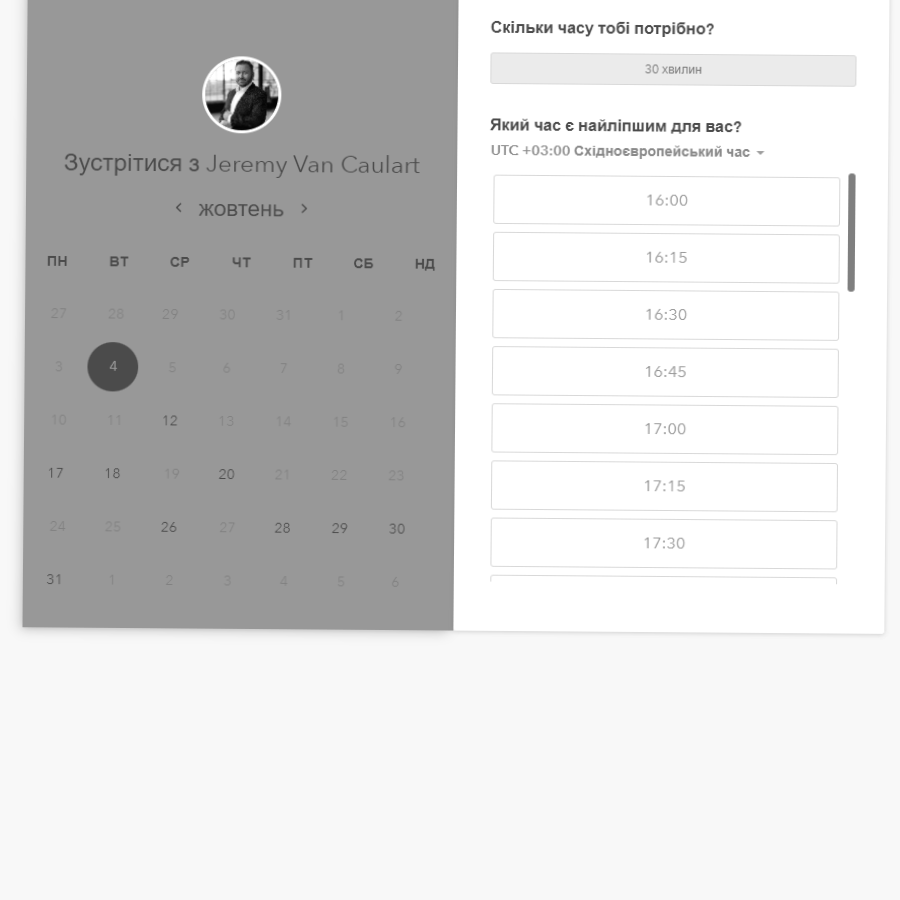 Зустрітися з Jeremy Van Caulart
жовтень
ПН ВТ СР ЧТ ПТ СБ НД
27 28 29 30 31 1 2
3 4 5 6 7 8 9
10 11 12 13 14 15 16
17 18 19 20 21 22 23
24 25 26 27 28 29 30
31 1 2 3 4 5 6
Скільки часу тобі потрібно?
30 хвилин
Який час є найліпшим для вас?
UTC +03:00 Східноєвропейський час
16:00
16:15
16:30
16:45
17:00
17:15
17:30